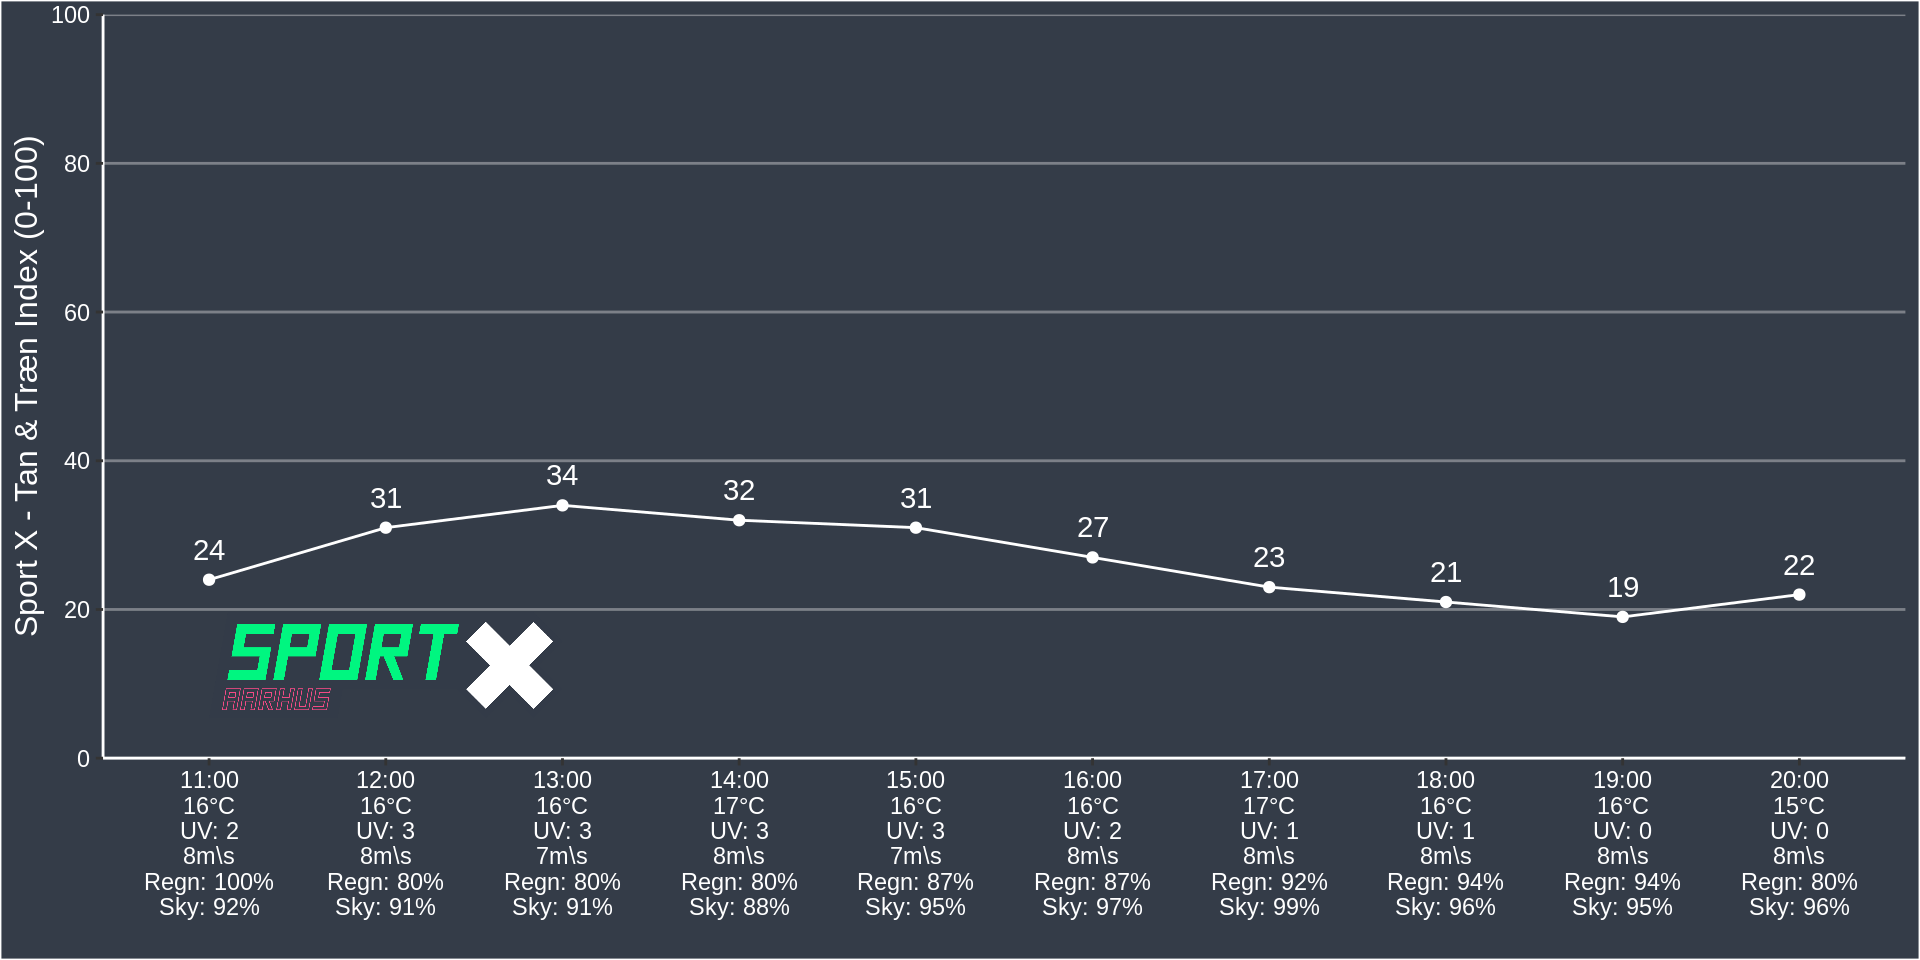 Sport X - Tan & Træn Index (0-100)
100
80
60
40
20
0
24
31
34
32
31
27
23
21
19
22
SPORT X
AARHUS
11:00 12:00 13:00 14:00 15:00 16:00 17:00 18:00 19:00 20:00
16°C 16°C 16°C 17°C 16°C 16°C 17°C 16°C 16°C 15°C
UV: 2 UV: 3 UV: 3 UV: 3 UV: 3 UV: 2 UV: 1 UV: 1 UV: 0 UV: 0
8m\s 8m\s 7m\s 8m\s 7m\s 8m\s 8m\s 8m\s 8m\s 8m\s
Regn: 100% Regn: 80% Regn: 80% Regn: 80% Regn: 87% Regn: 87% Regn: 92% Regn: 94% Regn: 94% Regn: 80%
Sky: 92% Sky: 91% Sky: 91% Sky: 88% Sky: 95% Sky: 97% Sky: 99% Sky: 96% Sky: 95% Sky: 96%